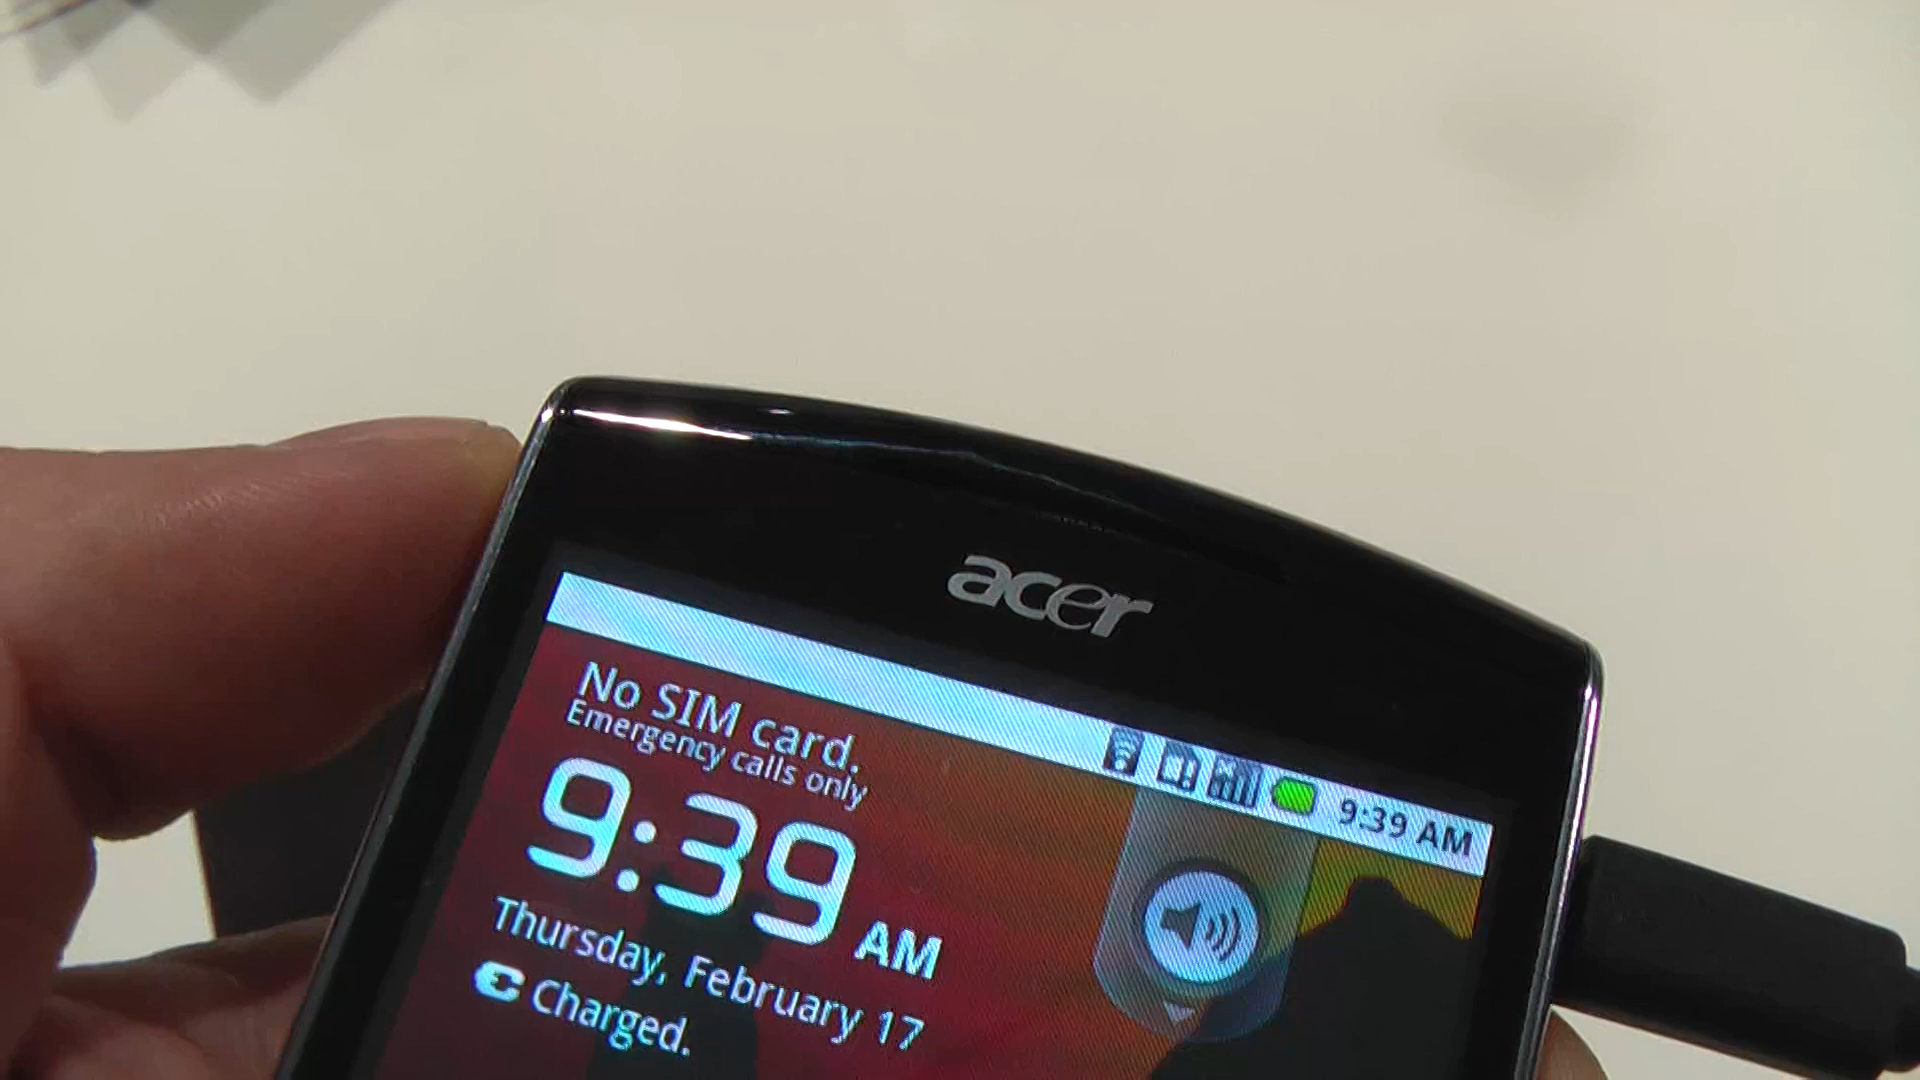 acer
9:39 AM
No SIM card.
Emergency calls only
9:39 AM
Thursday, February 17
Charged.